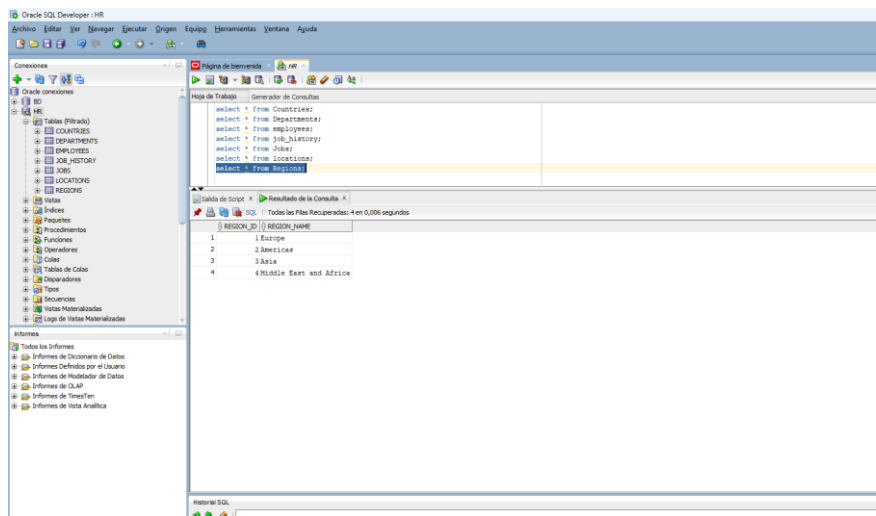 Oracle SQL Developer : HR
Archivo Editar Ver Navegar Ejecutar Origen Equipo Herramientas Ventana Ayuda
Conexiones
Oracle conexiones
BD
HR
Tablas (Filtrado)
COUNTRIES
DEPARTMENTS
EMPLOYEES
JOB_HISTORY
JOBS
LOCATIONS
REGIONS
Vistas
Índices
Paquetes
Procedimientos
Funciones
Operadores
Colas
Tablas de Colas
Disparadores
Tipos
Secuencias
Vistas Materializadas
Logs de Vistas Materializadas
Informes
Todos los Informes
Informes de Diccionario de Datos
Informes Definidos por el Usuario
Informes de Modelador de Datos
Informes de OLAP
Informes de TimesTen
Informes de Vista Analítica
Página de bienvenida HR
Hoja de Trabajo Generador de Consultas
select * from Countries;
select * from Departments;
select * from employees;
select * from job_history;
select * from Jobs;
select * from locations;
select * from Regions;
Salida de Script Resultado de la Consulta
SQL | Todas las Filas Recuperadas: 4 en 0,006 segundos
REGION_ID REGION_NAME
1 1 Europe
2 2 Americas
3 3 Asia
4 4 Middle East and Africa
Historial SQL